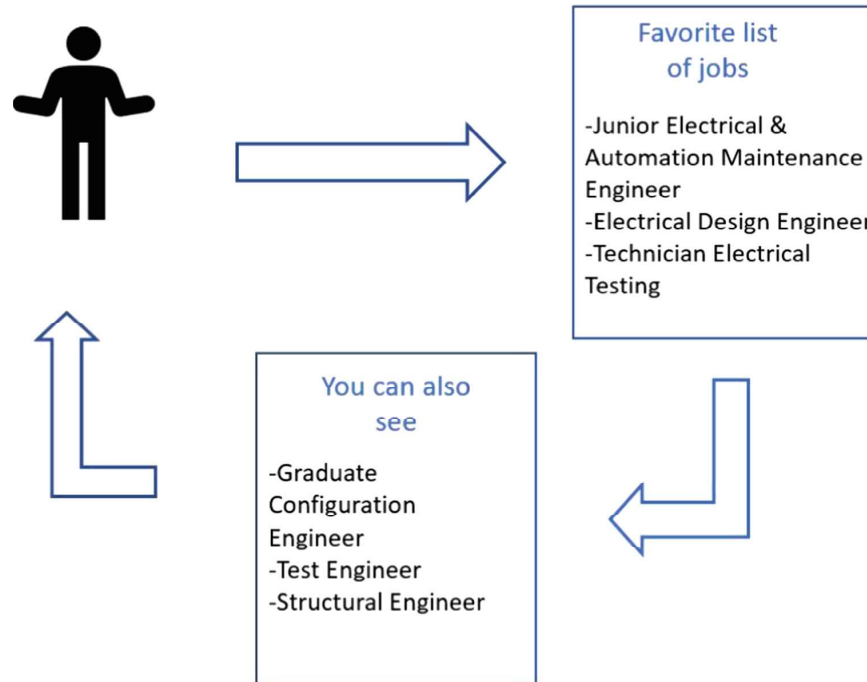 Favorite list
of jobs
-Junior Electrical &
Automation Maintenance
Engineer
-Electrical Design Engineer
-Technician Electrical
Testing
You can also
see
-Graduate
Configuration
Engineer
-Test Engineer
-Structural Engineer